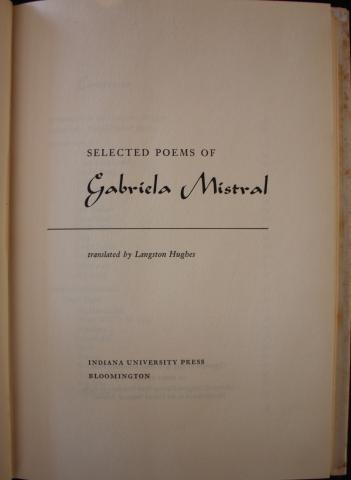 SELECTED POEMS OF
Gabriela Mistral
translated by Langston Hughes
INDIANA UNIVERSITY PRESS
BLOOMINGTON